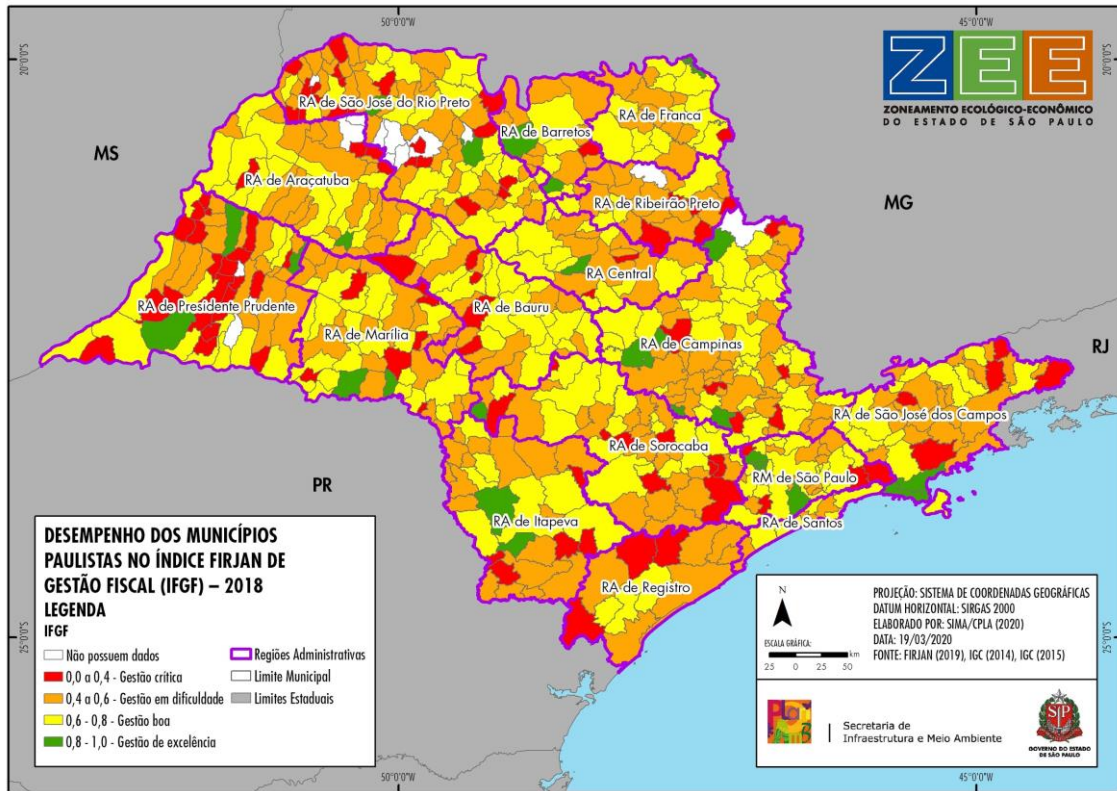 50°0'0"W
45°0'0"W
20°0'0"S
20°0'0"S
ZEE
ZONEAMENTO ECOLÓGICO-ECONÔMICO
DO ESTADO DE SÃO PAULO
RA de São José do Rio Preto
RA de Barretos
RA de Franca
MS
RA de Araçatuba
RA de Ribeirão Preto
MG
RA Central
RA de Presidente Prudente
RA de Bauru
RA de Marília
RA de Campinas
RJ
RA de São José dos Campos
RA de Sorocaba
PR
RM de São Paulo
RA de Itapeva
RA de Santos
RA de Registro
DESEMPENHO DOS MUNICÍPIOS
PAULISTAS NO ÍNDICE FIRJAN DE
GESTÃO FISCAL (IFGF) – 2018
LEGENDA
IFGF
Não possuem dados
0,0 a 0,4 - Gestão crítica
0,4 a 0,6 - Gestão em dificuldade
0,6 - 0,8 - Gestão boa
0,8 - 1,0 - Gestão de excelência
Regiões Administrativas
Limite Municipal
Limites Estaduais
N
ESCALA GRÁFICA:
25 0 25 50 km
PROJEÇÃO: SISTEMA DE COORDENADAS GEOGRÁFICAS
DATUM HORIZONTAL: SIRGAS 2000
ELABORADO POR: SIMA/CPLA (2020)
DATA: 19/03/2020
FONTE: FIRJAN (2019), IGC (2014), IGC (2015)
25°0'0"S
25°0'0"S
Secretaria de
Infraestrutura e Meio Ambiente
GOVERNO DO ESTADO
DE SÃO PAULO
50°0'0"W
45°0'0"W